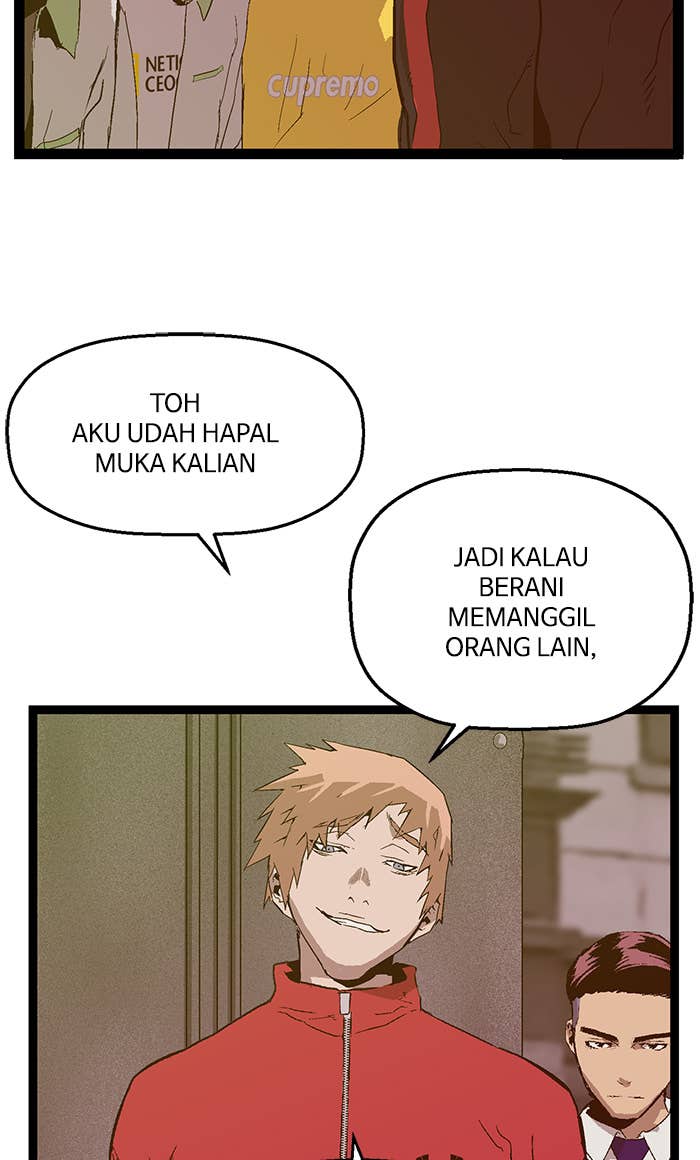 NETI
CEO
cupremo
TOH
AKU UDAH HAPAL
MUKA KALIAN
JADI KALAU
BERANI
MEMANGGIL
ORANG LAIN,